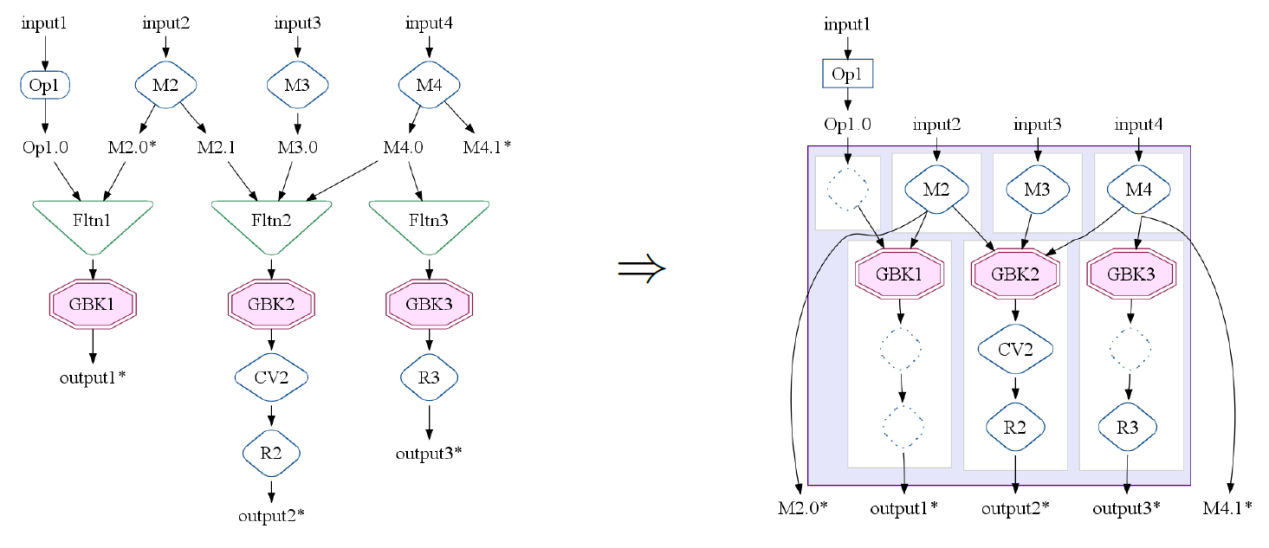 input1 input2 input3 input4
Op1 M2 M3 M4
Op1.0 M2.0* M2.1 M3.0 M4.0 M4.1*
Fltn1 Fltn2 Fltn3
GBK1 GBK2 GBK3
output1* CV2 R3
R2 output3*
output2*
⇒
input1
Op1
Op1.0 input2 input3 input4
M2 M3 M4
GBK1 GBK2 GBK3
CV2
R2 R3
M2.0* output1* output2* output3* M4.1*